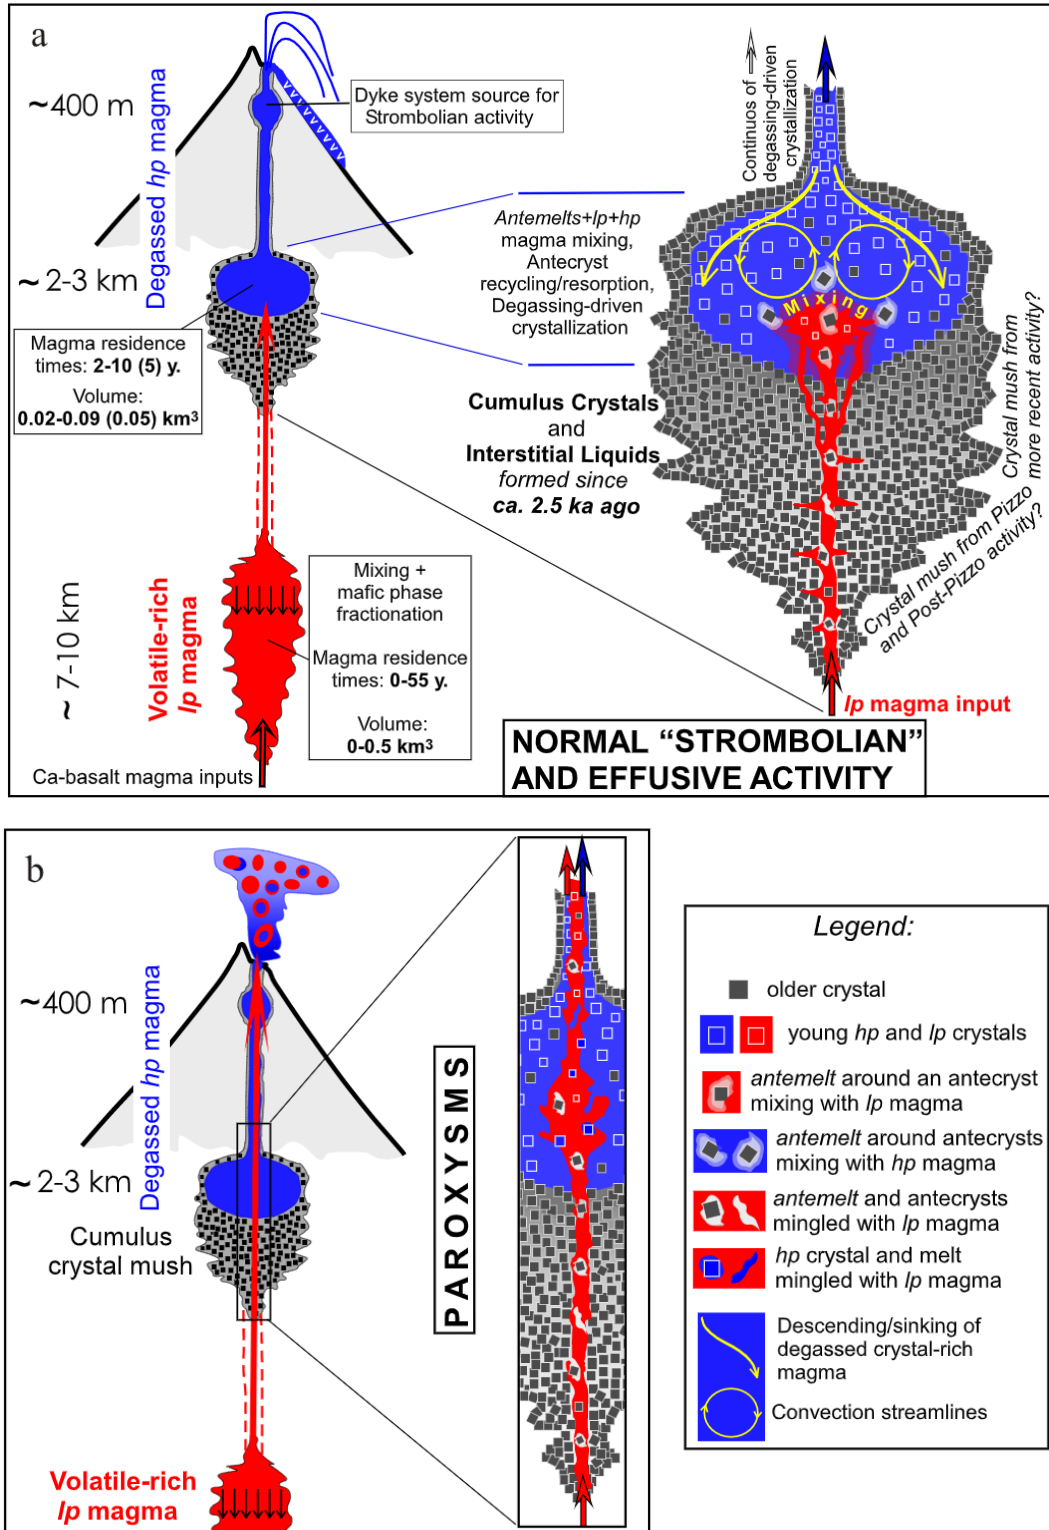 a
~400 m
Degassed hp magma
Dyke system source for
Strombolian activity
~ 2-3 km
Magma residence
times: 2-10 (5) y.
Volume:
0.02-0.09 (0.05) km³
Antemelts+lp+hp
magma mixing,
Antecryst
recycling/resorption,
Degassing-driven
crystallization
Continuos of
degassing-driven
crystallization
Mixing
Cumulus Crystals
and
Interstitial Liquids
formed since
ca. 2.5 ka ago
Crystal mush from
more recent activity?
Crystal mush from Pizzo
and Post-Pizzo activity?
~ 7-10 km
Volatile-rich
lp magma
Mixing +
mafic phase
fractionation
Magma residence
times: 0-55 y.
Volume:
0-0.5 km³
Ca-basalt magma inputs
lp magma input
NORMAL “STROMBOLIAN”
AND EFFUSIVE ACTIVITY
b
~400 m
Degassed hp magma
~2-3 km
Cumulus
crystal mush
Volatile-rich
lp magma
PAROXYSMS
Legend:
older crystal
young hp and lp crystals
antemelt around an antecryst
mixing with lp magma
antemelt around antecrysts
mixing with hp magma
antemelt and antecrysts
mingled with lp magma
hp crystal and melt
mingled with lp magma
Descending/sinking of
degassed crystal-rich
magma
Convection streamlines